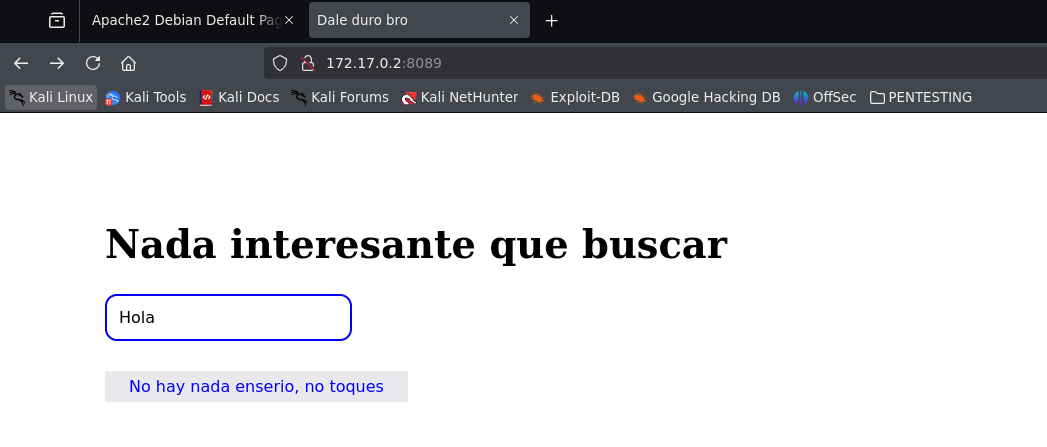 Apache2 Debian Default Pag
Dale duro bro
172.17.0.2:8089
Kali Linux
Kali Tools
Kali Docs
Kali Forums
Kali NetHunter
Exploit-DB
Google Hacking DB
OffSec
PENTESTING
Nada interesante que buscar
Hola
No hay nada enserio, no toques